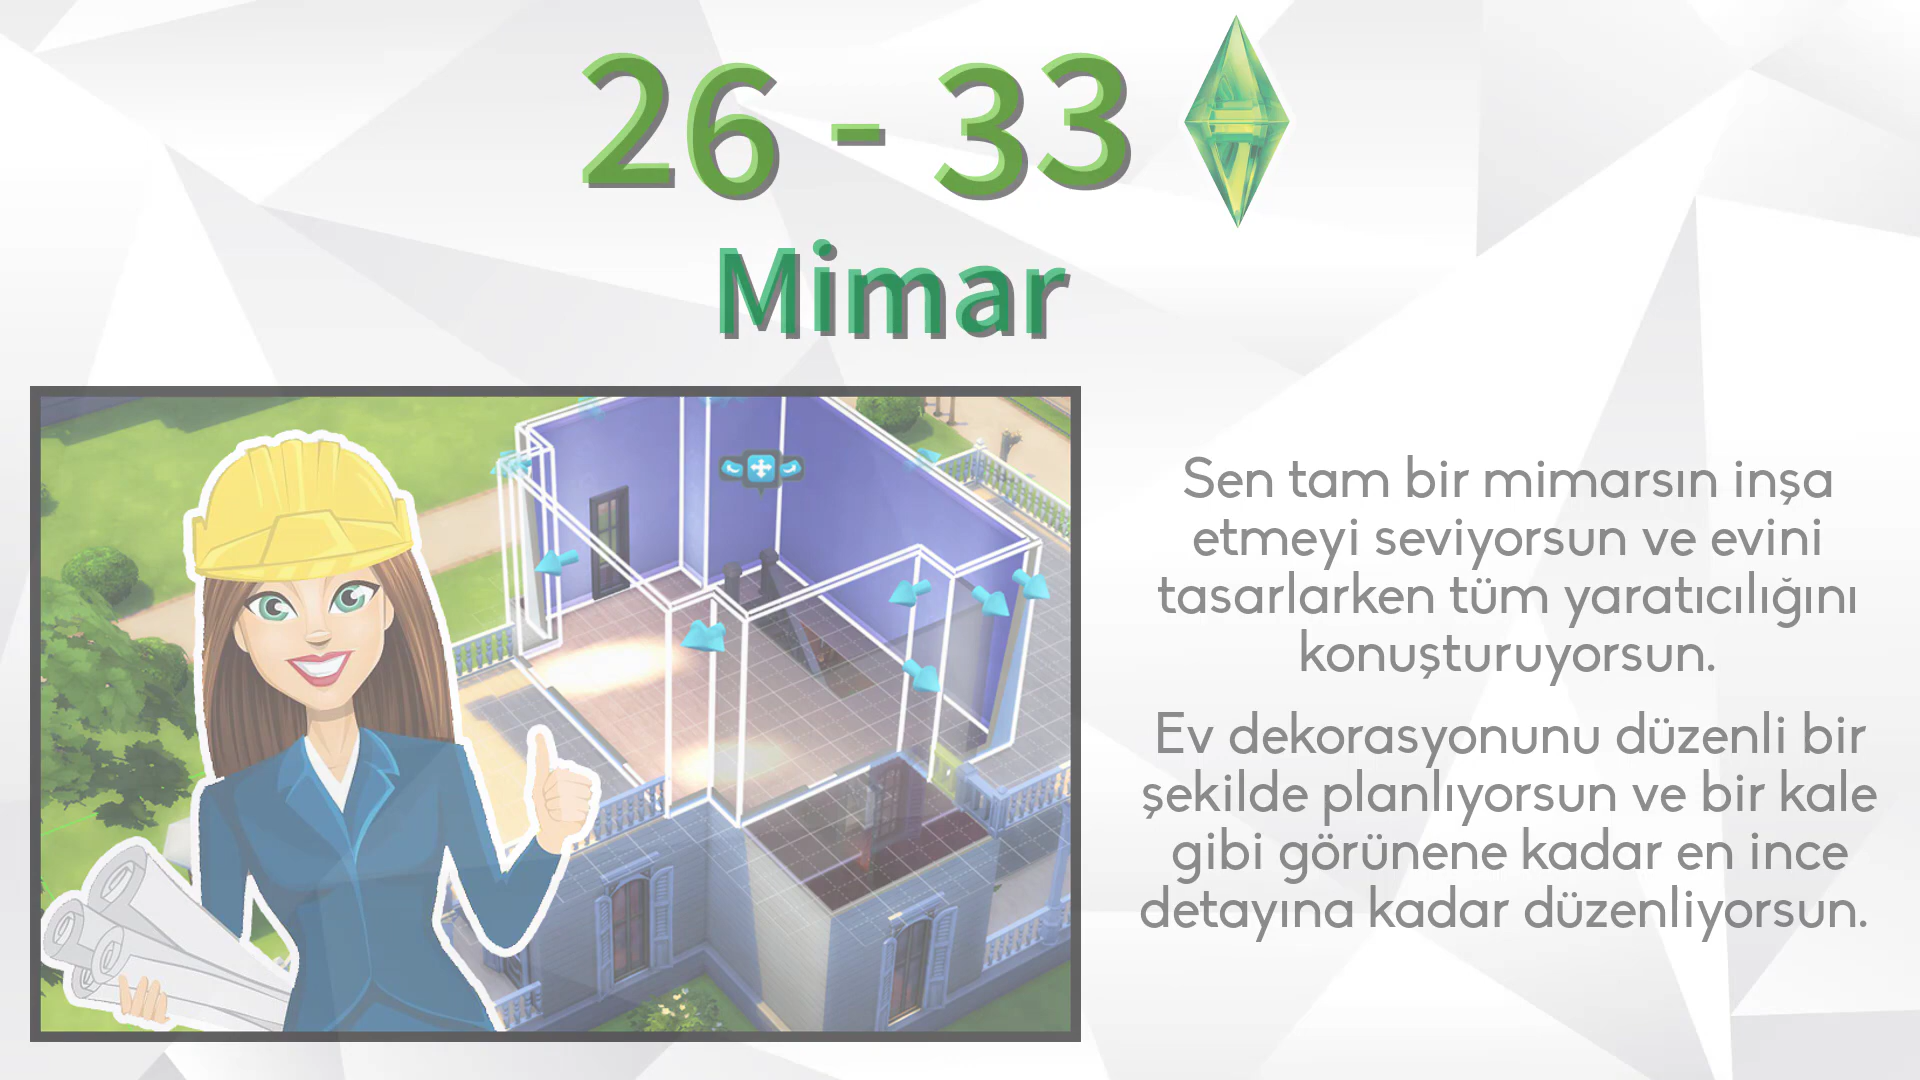 26 - 33
Mimar
Sen tam bir mimarsın inşa
etmeyi seviyorsun ve evini
tasarlarken tüm yaratıcılığını
konuşturuyorsun.
Ev dekorasyonunu düzenli bir
şekilde planlıyorsun ve bir kale
gibi görünene kadar en ince
detayına kadar düzenliyorsun.